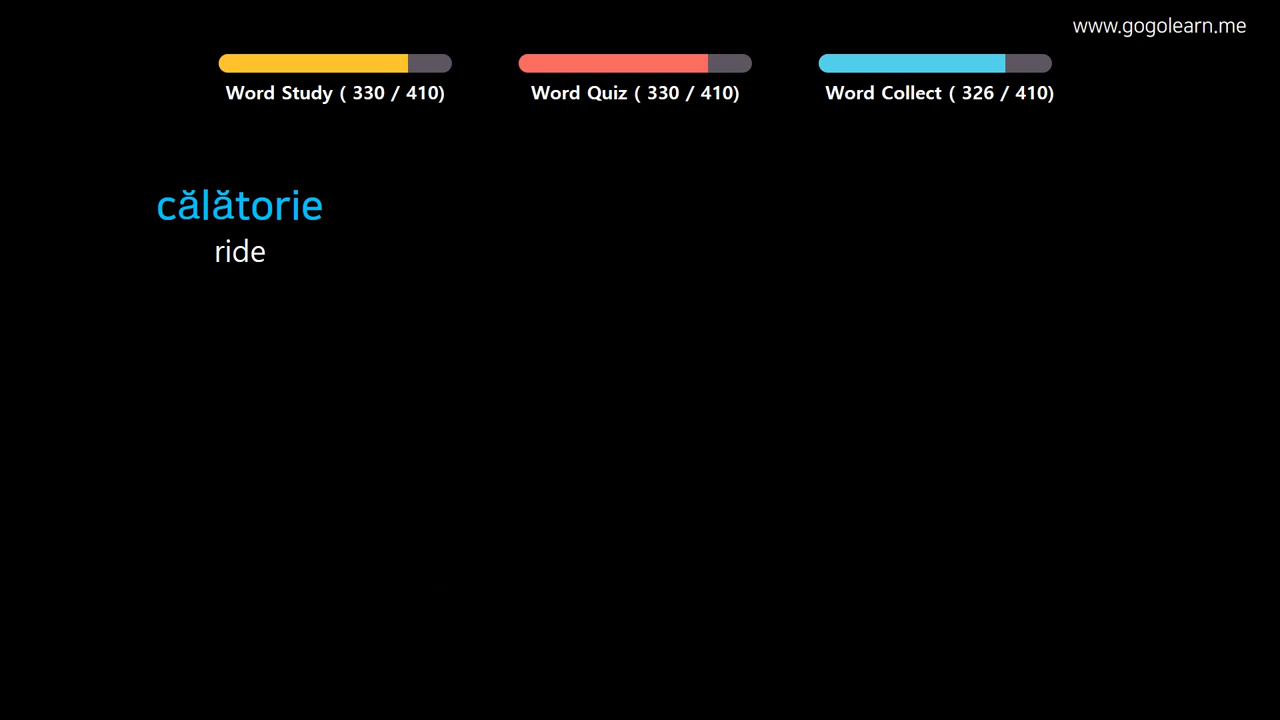 www.gogolearn.me
Word Study ( 330 / 410)
Word Quiz ( 330 / 410)
Word Collect ( 326 / 410)
călătorie
ride